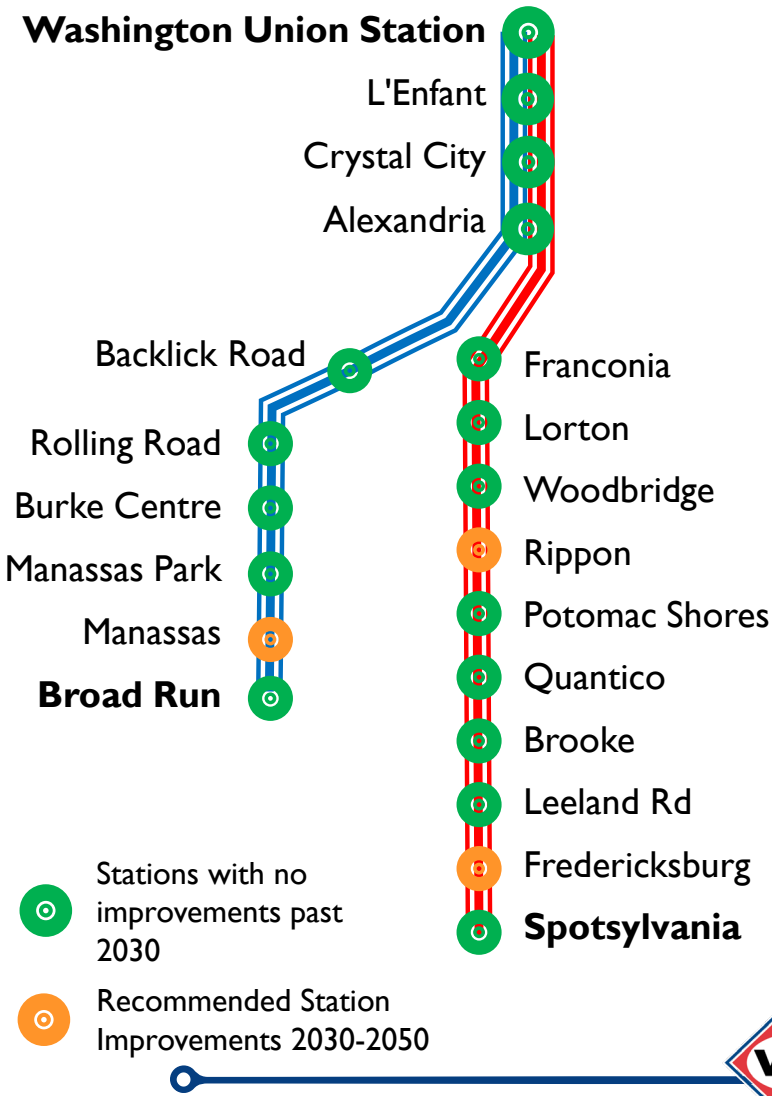 Washington Union Station
L'Enfant
Crystal City
Alexandria
Backlick Road
Rolling Road
Burke Centre
Manassas Park
Manassas
Broad Run
Franconia
Lorton
Woodbridge
Rippon
Potomac Shores
Quantico
Brooke
Leeland Rd
Fredericksburg
Spotsylvania
Stations with no
improvements past
2030
Recommended Station
Improvements 2030-2050